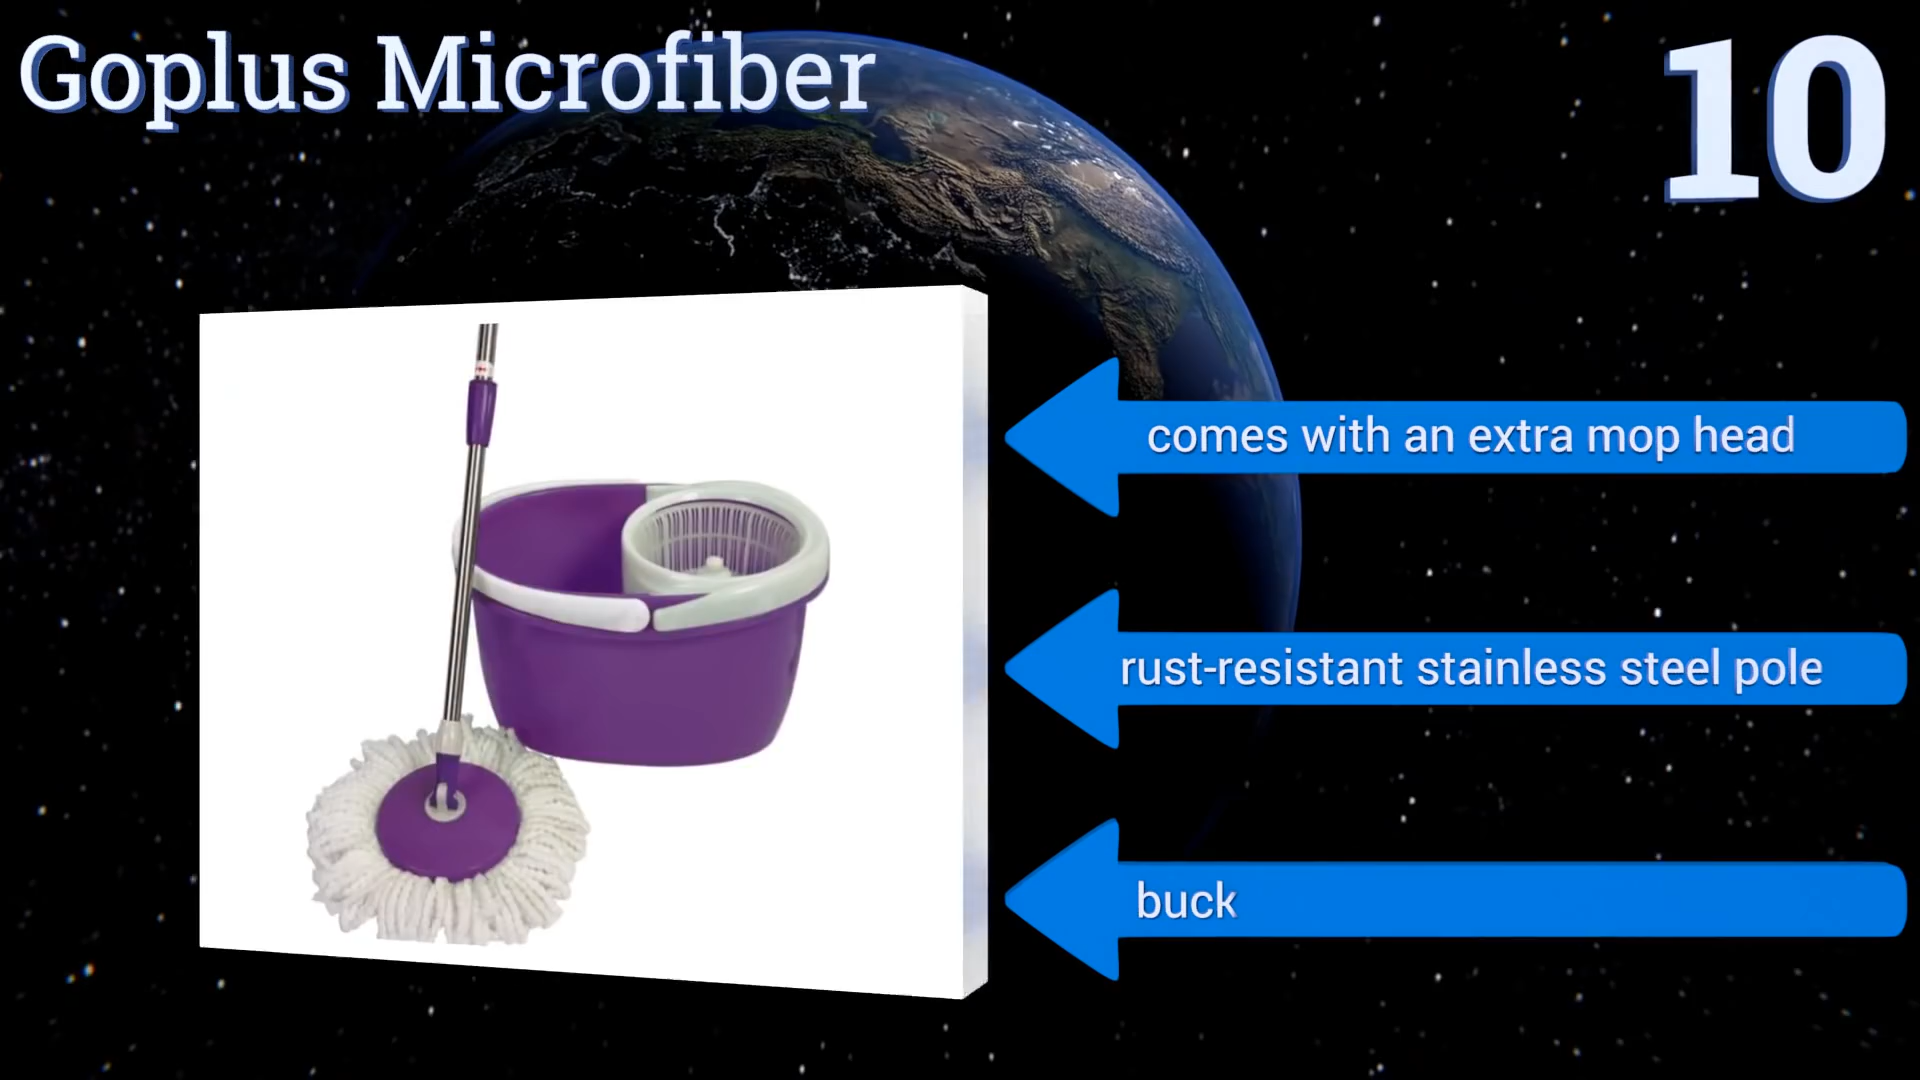 Goplus Microfiber
10
comes with an extra mop head
rust-resistant stainless steel pole
buck